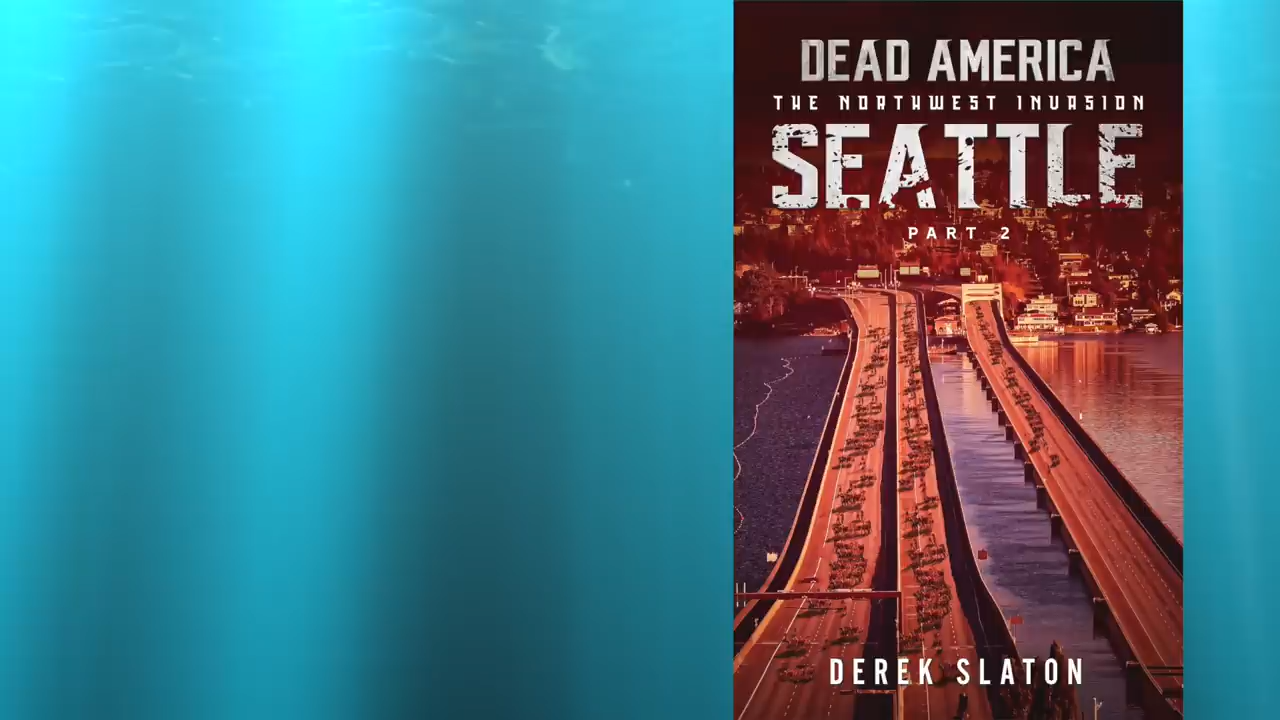 DEAD AMERICA
THE NORTHWEST INVASION
SEATTLE
PART 2
DEREK SLATON